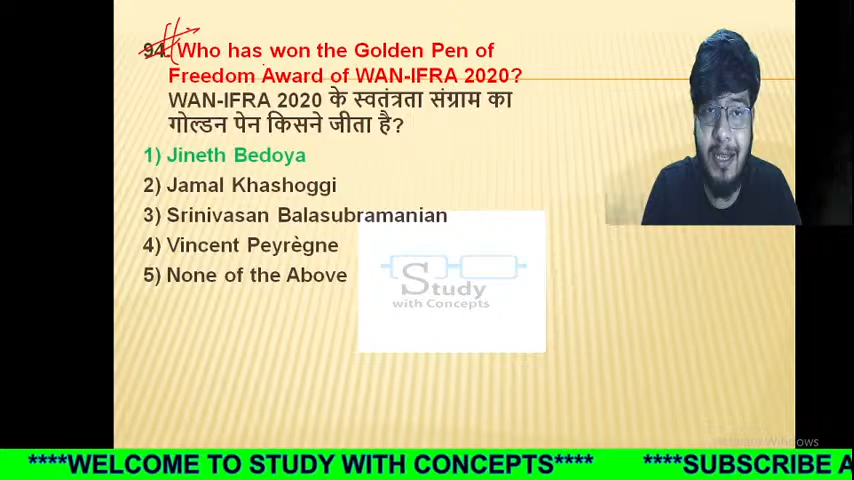 94. Who has won the Golden Pen of
Freedom Award of WAN-IFRA 2020?
WAN-IFRA 2020 के स्वतंत्रता संग्राम का
गोल्डन पेन किसने जीता है?
1) Jineth Bedoya
2) Jamal Khashoggi
3) Srinivasan Balasubramanian
4) Vincent Peyrègne
5) None of the Above
Study
with Concepts
Activate Windows
****WELCOME TO STUDY WITH CONCEPTS**** ****SUBSCRIBE A